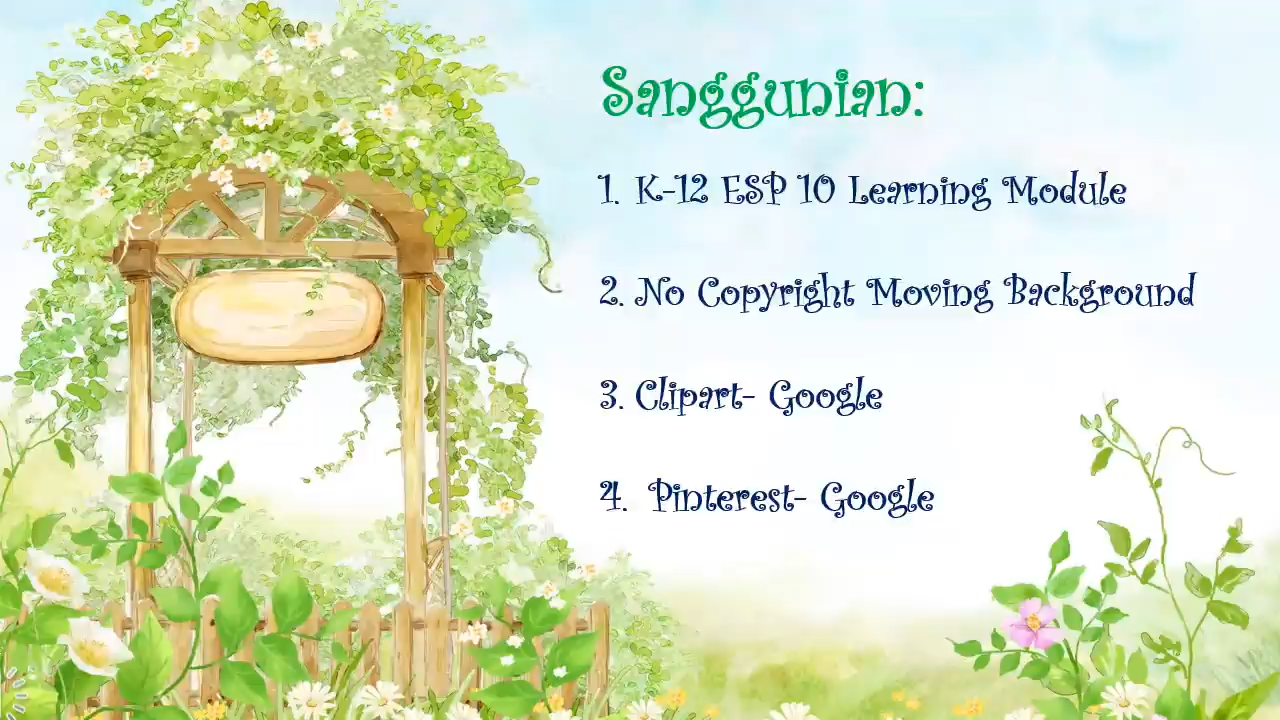 Sanggunian:
1. K-12 ESP 10 Learning Module
2. No Copyright Moving Background
3. Clipart- Google
4. Pinterest- Google